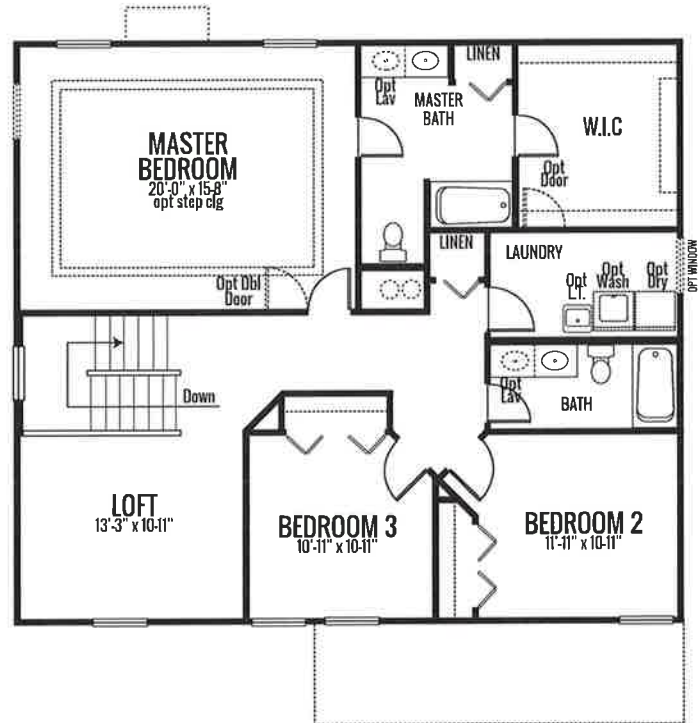 LINEN
Opt
Lav
MASTER
BATH
W.I.C
MASTER
BEDROOM
20'-0" x 15-8"
opt step clg
Opt
Door
LINEN
LAUNDRY
OPT WINDOW
Opt Dbl
Door
Opt
L.T.
Opt
Wash
Opt
Dry
Down
Opt
Lav
BATH
LOFT
13'-3" x 10-11"
BEDROOM 3
10'-11" x 10-11"
BEDROOM 2
11'-11" x 10-11"